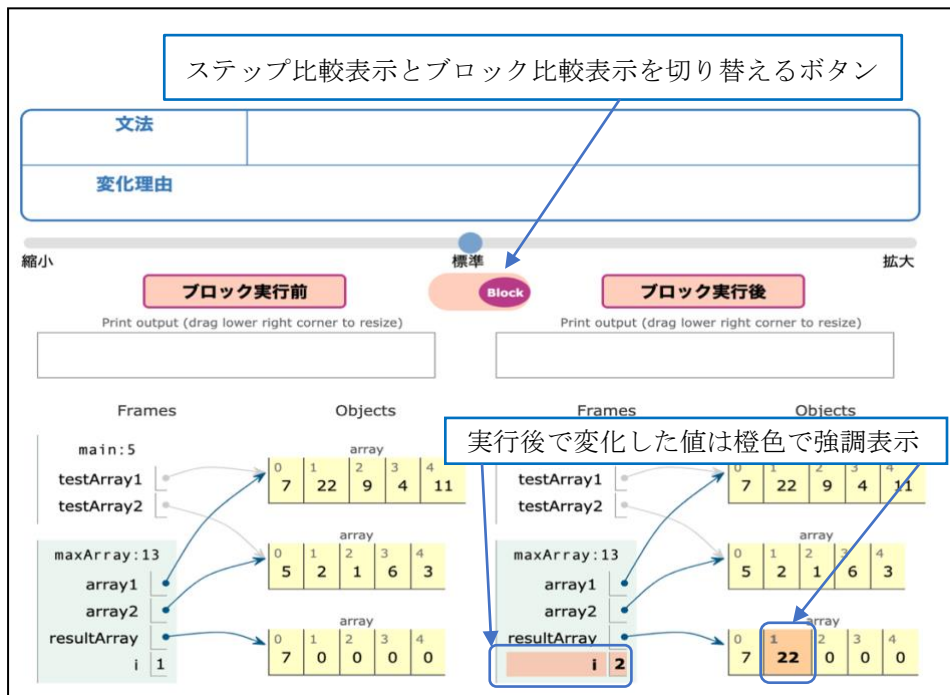 ステップ比較表示とブロック比較表示を切り替えるボタン
文法
変化理由
縮小 標準 拡大
ブロック実行前 Block ブロック実行後
Print output (drag lower right corner to resize) Print output (drag lower right corner to resize)
Frames Objects Frames Objects
実行後で変化した値は橙色で強調表示
main:5 array
testArray1 0 1 2 3 4 testArray1 0 1 2 3 4
7 22 9 4 11 7 22 9 4 11
testArray2 testArray2
array array
maxArray:13 0 1 2 3 4 maxArray:13 0 1 2 3 4
array1 5 2 1 6 3 array1 5 2 1 6 3
array2 array2
array array
resultArray 0 1 2 3 4 resultArray 0 1 2 3 4
i 1 7 0 0 0 0 i 2 7 22 0 0 0